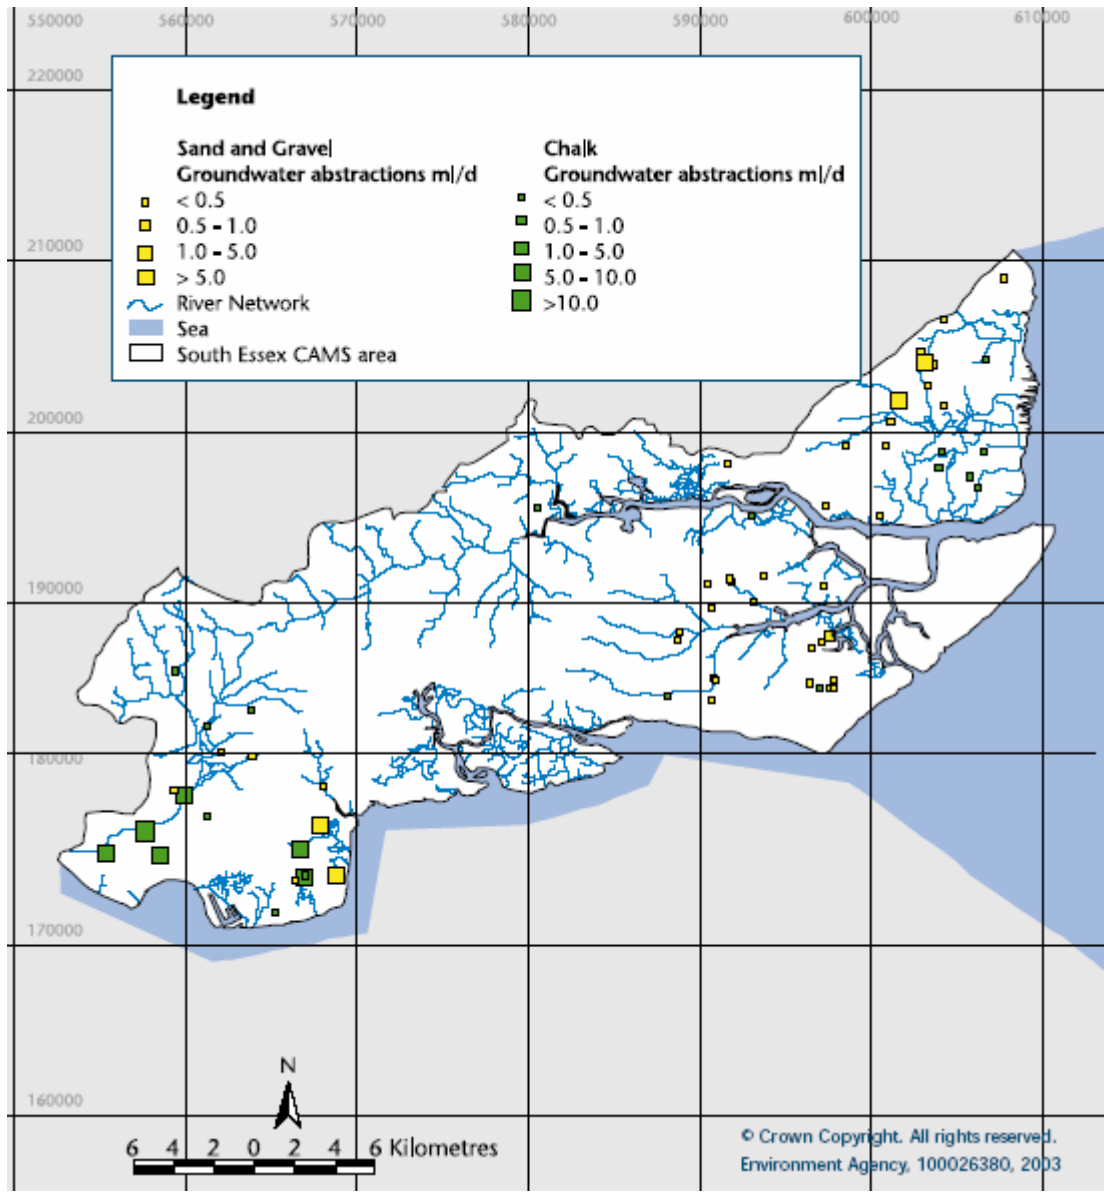 550000 560000 570000 580000 590000 600000 610000
220000
Legend
Sand and Gravel
Groundwater abstractions ml/d
< 0.5
0.5 - 1.0
1.0 - 5.0
> 5.0
River Network
Sea
South Essex CAMS area
Chalk
Groundwater abstractions ml/d
< 0.5
0.5 - 1.0
1.0 - 5.0
5.0 - 10.0
>10.0
210000
200000
190000
180000
170000
160000
N
6 4 2 0 2 4 6 Kilometres
© Crown Copyright. All rights reserved.
Environment Agency, 100026380, 2003